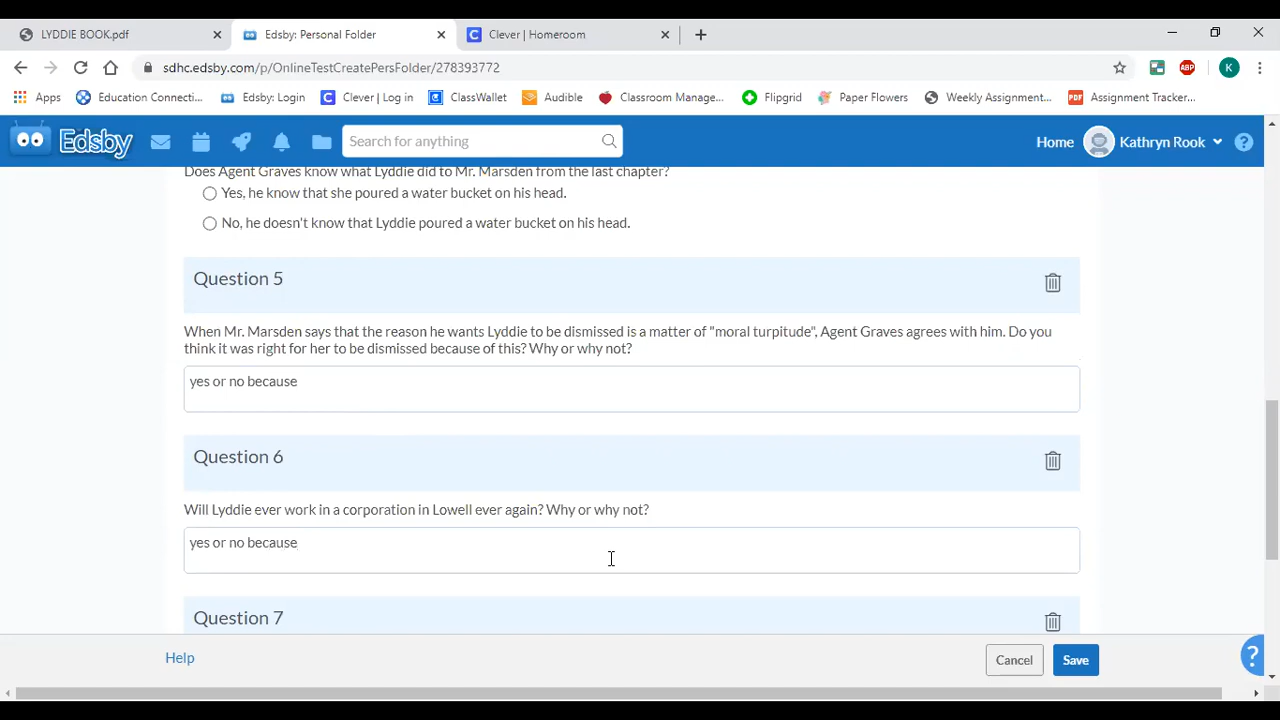 LYDDIE BOOK.pdf
Edsby: Personal Folder
Clever | Homeroom
sdhc.edsby.com/p/OnlineTestCreatePersFolder/278393772
ABP
K
Apps
Education Connecti...
Edsby: Login
Clever | Log in
ClassWallet
Audible
Classroom Manage...
Flipgrid
Paper Flowers
Weekly Assignment...
PDF
Assignment Tracker...
Edsby
Search for anything
Home
Kathryn Rook
Does Agent Graves know what Lyddie did to Mr. Marsden from the last chapter?
Yes, he know that she poured a water bucket on his head.
No, he doesn't know that Lyddie poured a water bucket on his head.
Question 5
When Mr. Marsden says that the reason he wants Lyddie to be dismissed is a matter of "moral turpitude", Agent Graves agrees with him. Do you
think it was right for her to be dismissed because of this? Why or why not?
yes or no because
Question 6
Will Lyddie ever work in a corporation in Lowell ever again? Why or why not?
yes or no because
Question 7
Help
Cancel
Save